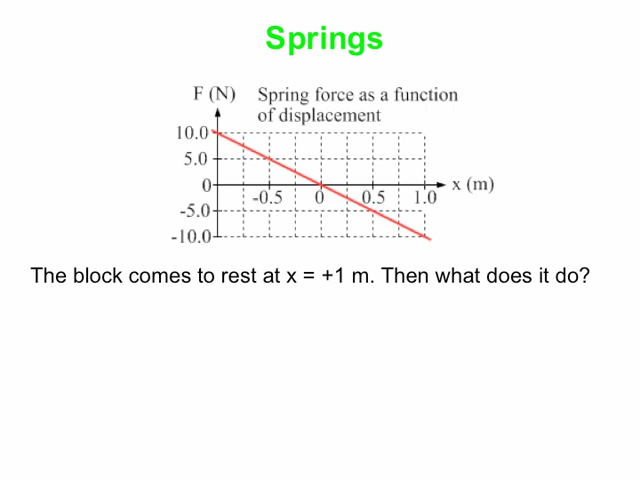 Springs
F (N)
Spring force as a function
of displacement
10.0
5.0
0
-5.0
-10.0
-0.5
0
0.5
1.0
x (m)
The block comes to rest at x = +1 m. Then what does it do?